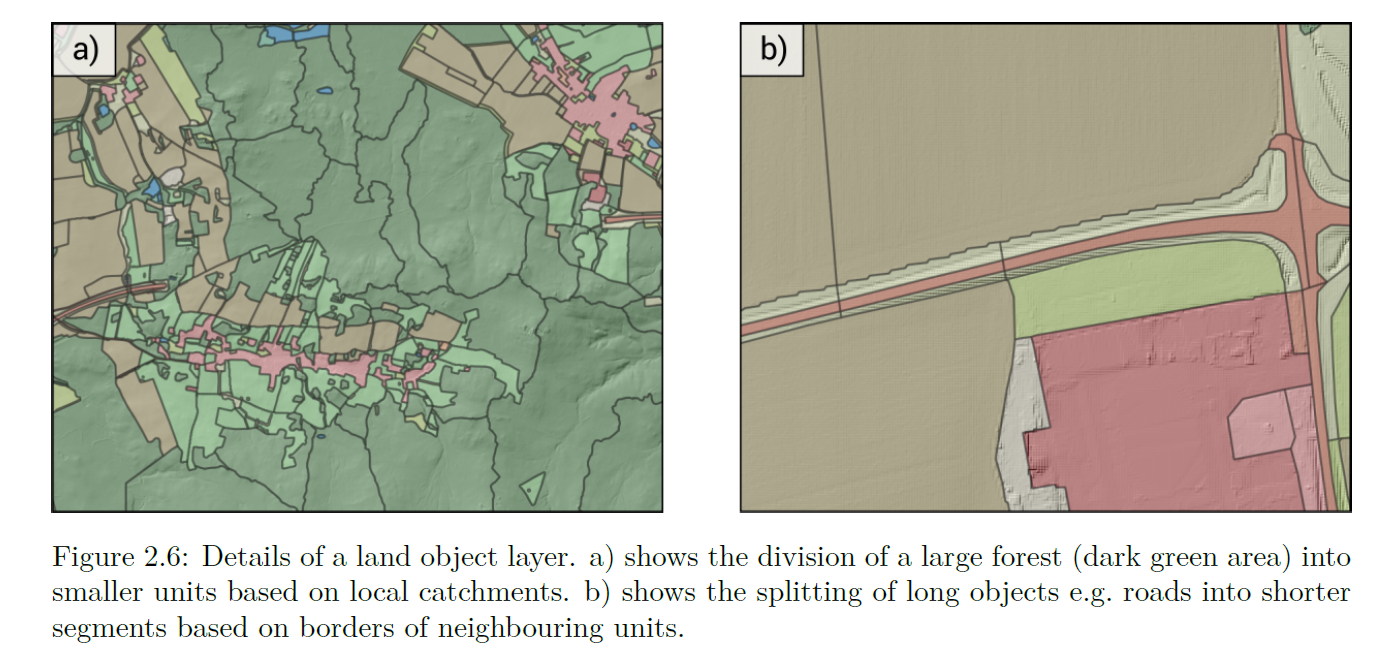 a)
b)
Figure 2.6: Details of a land object layer. a) shows the division of a large forest (dark green area) into
smaller units based on local catchments. b) shows the splitting of long objects e.g. roads into shorter
segments based on borders of neighbouring units.